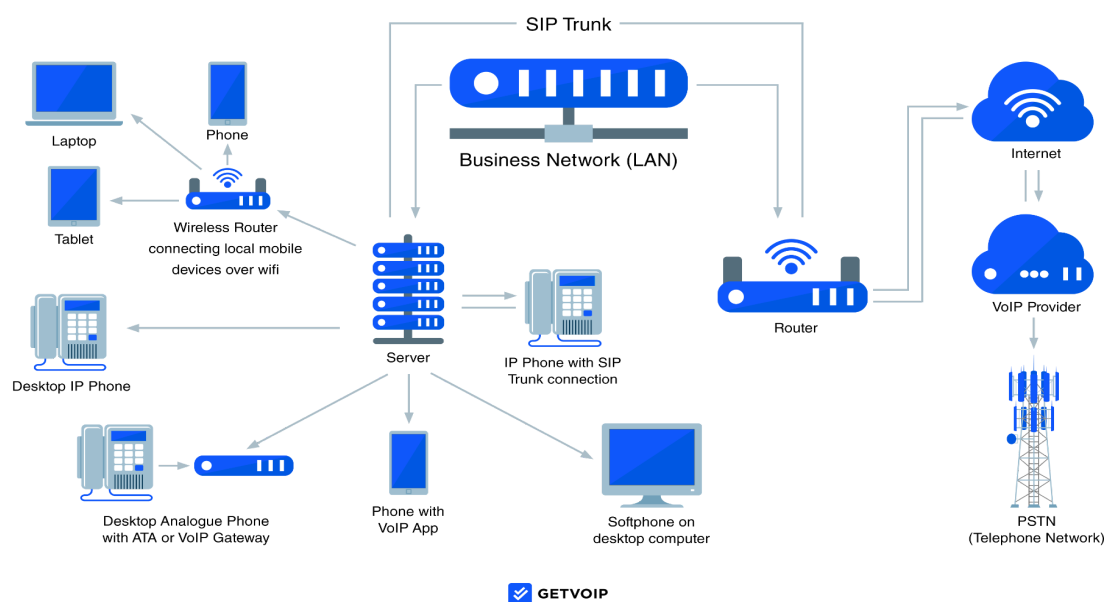 SIP Trunk
Business Network (LAN)
Laptop
Phone
Tablet
Wireless Router
connecting local mobile
devices over wifi
Internet
VoIP Provider
Router
Server
IP Phone with SIP
Trunk connection
Desktop IP Phone
Desktop Analogue Phone
with ATA or VoIP Gateway
Phone with
VoIP App
Softphone on
desktop computer
PSTN
(Telephone Network)
GETVOIP